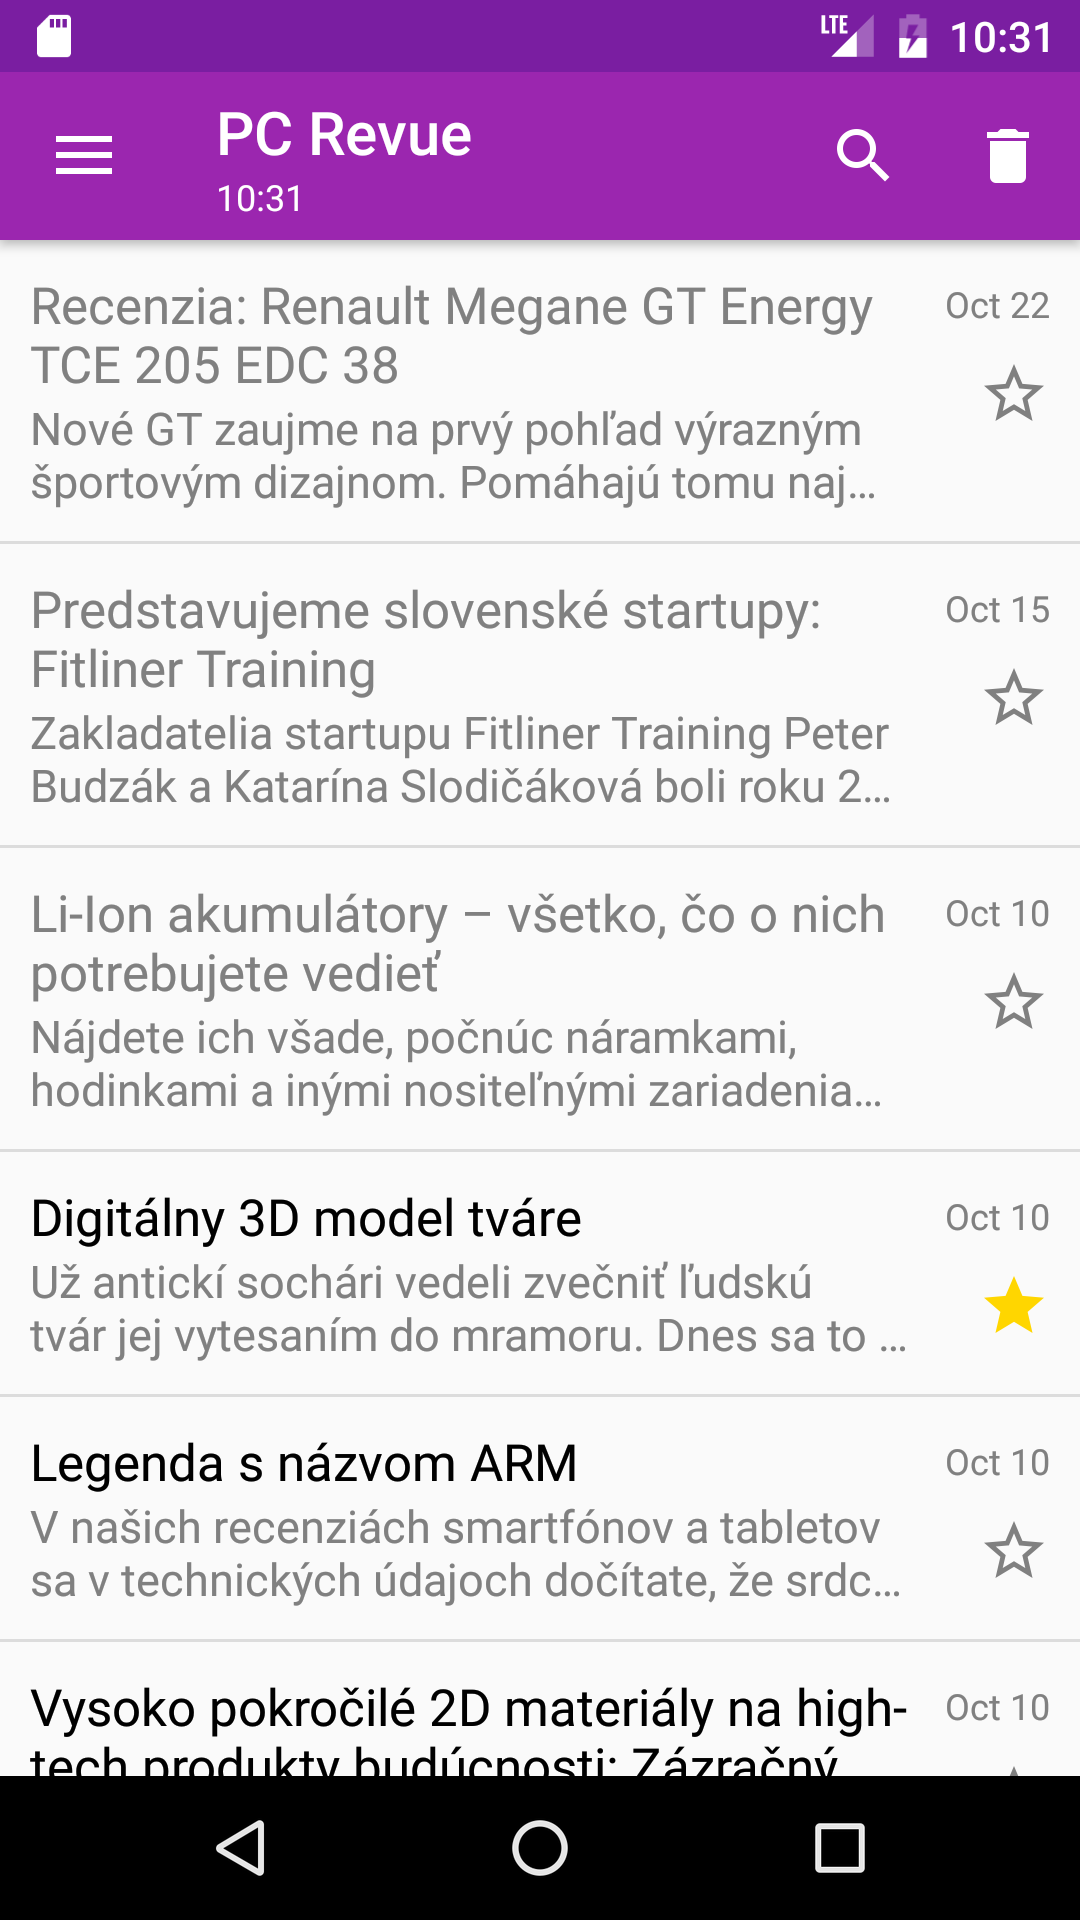 LTE 10:31
PC Revue
10:31
Recenzia: Renault Megane GT Energy
TCE 205 EDC 38
Oct 22
Nové GT zaujme na prvý pohľad výrazným
športovým dizajnom. Pomáhajú tomu naj…
Predstavujeme slovenské startupy:
Fitliner Training
Oct 15
Zakladatelia startupu Fitliner Training Peter
Budzák a Katarína Slodičáková boli roku 2…
Li-Ion akumulátory – všetko, čo o nich
potrebujete vedieť
Oct 10
Nájdete ich všade, počnúc náramkami,
hodinkami a inými nositeľnými zariadenia…
Digitálny 3D model tváre
Oct 10
Už antickí sochári vedeli zvečniť ľudskú
tvár jej vytesaním do mramoru. Dnes sa to …
Legenda s názvom ARM
Oct 10
V našich recenziách smartfónov a tabletov
sa v technických údajoch dočítate, že srdc…
Vysoko pokročilé 2D materiály na high-
tech produkty budúcnosti: Zázračný
Oct 10